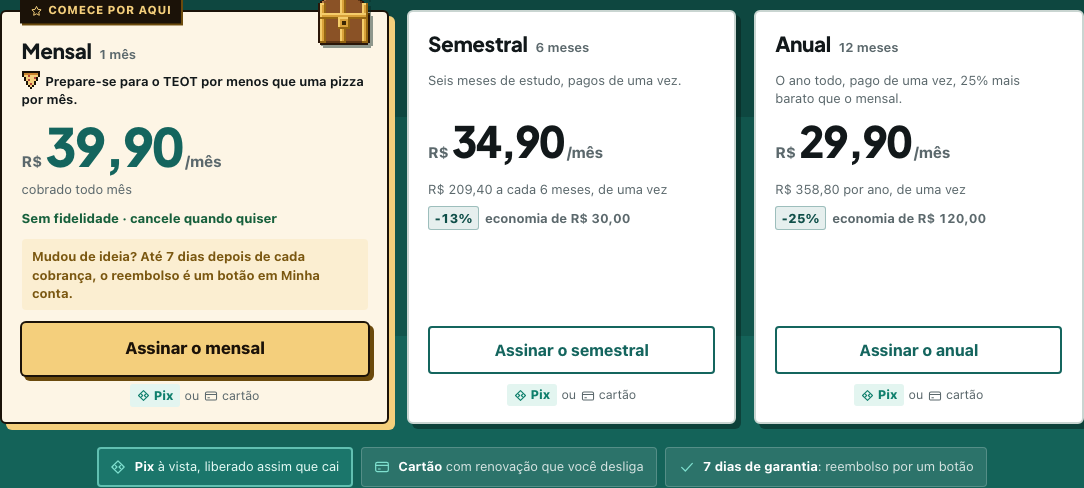 COMECE POR AQUI
Mensal 1 mês
Prepare-se para o TEOT por menos que uma pizza
por mês.
R$ 39,90/mês
cobrado todo mês
Sem fidelidade · cancele quando quiser
Mudou de ideia? Até 7 dias depois de cada
cobrança, o reembolso é um botão em Minha
conta.
Assinar o mensal
Pix ou cartão
Semestral 6 meses
Seis meses de estudo, pagos de uma vez.
R$ 34,90/mês
R$ 209,40 a cada 6 meses, de uma vez
-13% economia de R$ 30,00
Assinar o semestral
Pix ou cartão
Anual 12 meses
O ano todo, pago de uma vez, 25% mais
barato que o mensal.
R$ 29,90/mês
R$ 358,80 por ano, de uma vez
-25% economia de R$ 120,00
Assinar o anual
Pix ou cartão
Pix à vista, liberado assim que cai
Cartão com renovação que você desliga
7 dias de garantia: reembolso por um botão